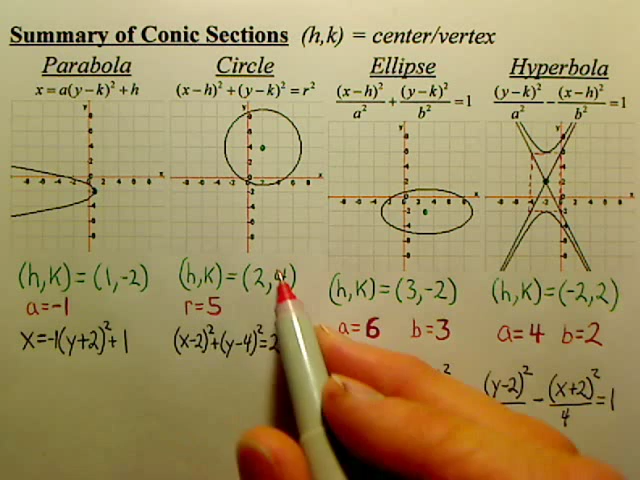 Summary of Conic Sections (h,k) = center/vertex
Parabola
x = a(y−k)² + h
(h,k) = (1,-2)
a = -1
x = -1(y+2)² + 1
Circle
(x−h)² + (y−k)² = r²
(h,k) = (2,4)
r = 5
(x-2)² + (y-4)² = 2
Ellipse
(x−h)²/a² + (y−k)²/b² = 1
(h,k) = (3,-2)
a = 6 b = 3
2
Hyperbola
(y−k)²/a² − (x−h)²/b² = 1
(h,k) = (-2,2)
a = 4 b = 2
(y-2)² - (x+2)²/4 = 1